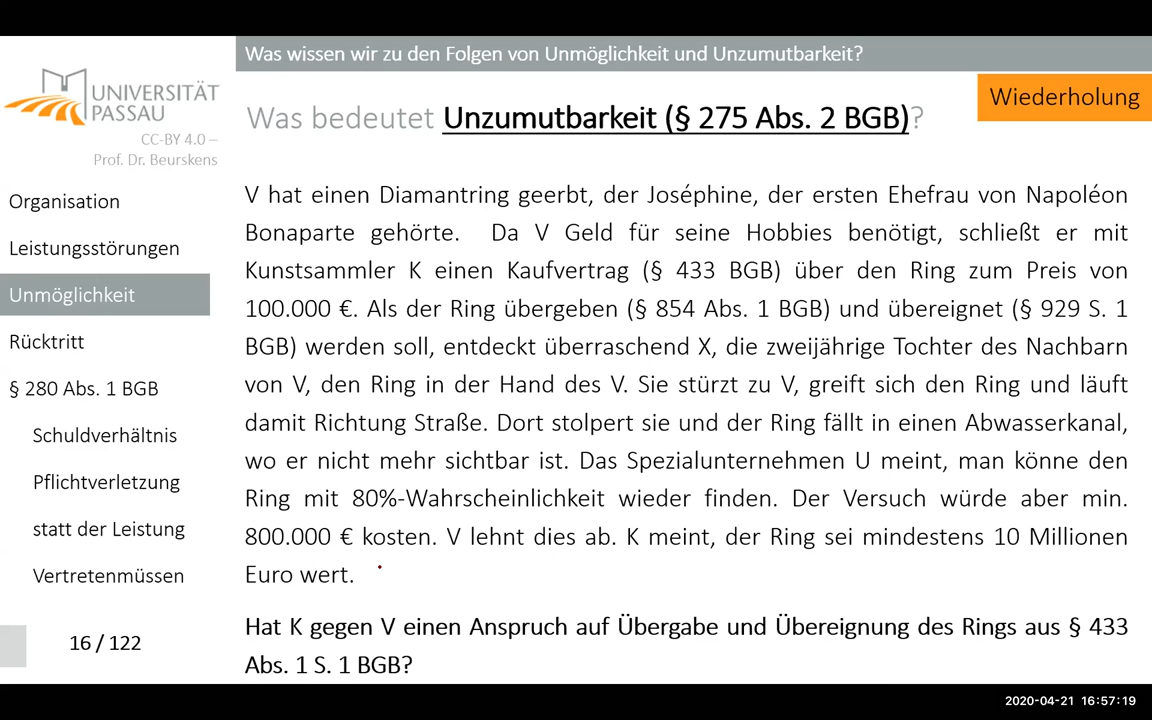 Was wissen wir zu den Folgen von Unmöglichkeit und Unzumutbarkeit?
UNIVERSITÄT
PASSAU
CC-BY 4.0 –
Prof. Dr. Beurskens
Wiederholung
Was bedeutet Unzumutbarkeit (§ 275 Abs. 2 BGB)?
Organisation
Leistungsstörungen
Unmöglichkeit
Rücktritt
§ 280 Abs. 1 BGB
Schuldverhältnis
Pflichtverletzung
statt der Leistung
Vertretenmüssen
16 / 122
V hat einen Diamantring geerbt, der Joséphine, der ersten Ehefrau von Napoléon
Bonaparte gehörte. Da V Geld für seine Hobbies benötigt, schließt er mit
Kunstsammler K einen Kaufvertrag (§ 433 BGB) über den Ring zum Preis von
100.000 €. Als der Ring übergeben (§ 854 Abs. 1 BGB) und übereignet (§ 929 S. 1
BGB) werden soll, entdeckt überraschend X, die zweijährige Tochter des Nachbarn
von V, den Ring in der Hand des V. Sie stürzt zu V, greift sich den Ring und läuft
damit Richtung Straße. Dort stolpert sie und der Ring fällt in einen Abwasserkanal,
wo er nicht mehr sichtbar ist. Das Spezialunternehmen U meint, man könne den
Ring mit 80%-Wahrscheinlichkeit wieder finden. Der Versuch würde aber min.
800.000 € kosten. V lehnt dies ab. K meint, der Ring sei mindestens 10 Millionen
Euro wert.
Hat K gegen V einen Anspruch auf Übergabe und Übereignung des Rings aus § 433
Abs. 1 S. 1 BGB?
2020-04-21 16:57:19